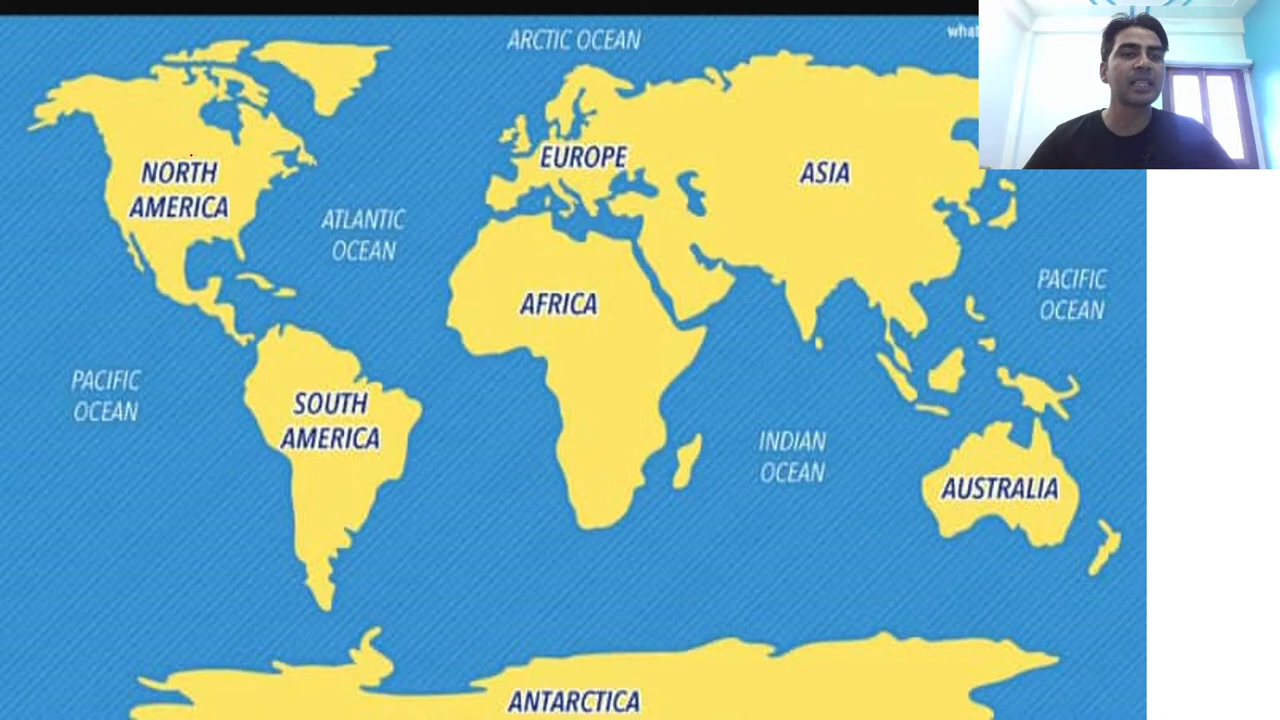 ARCTIC OCEAN
what
NORTH
AMERICA
EUROPE
ASIA
ATLANTIC
OCEAN
AFRICA
PACIFIC
OCEAN
PACIFIC
OCEAN
SOUTH
AMERICA
INDIAN
OCEAN
AUSTRALIA
ANTARCTICA